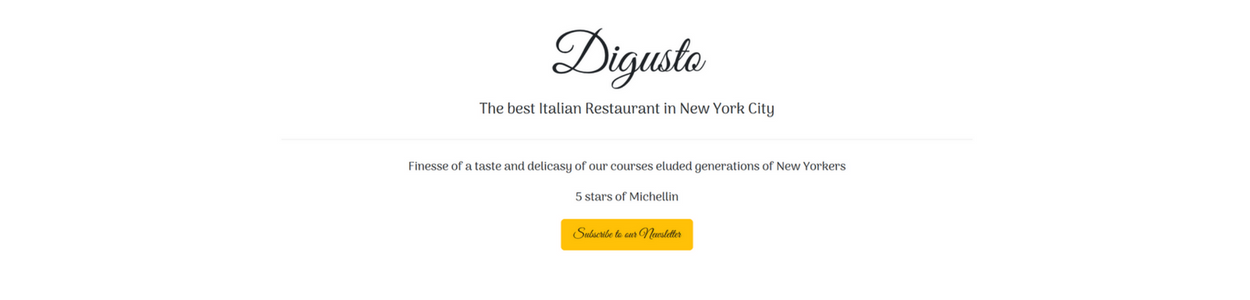 Digusto
The best Italian Restaurant in New York City
Finesse of a taste and delicasy of our courses eluded generations of New Yorkers
5 stars of Michellin
Subscribe to our Newsletter